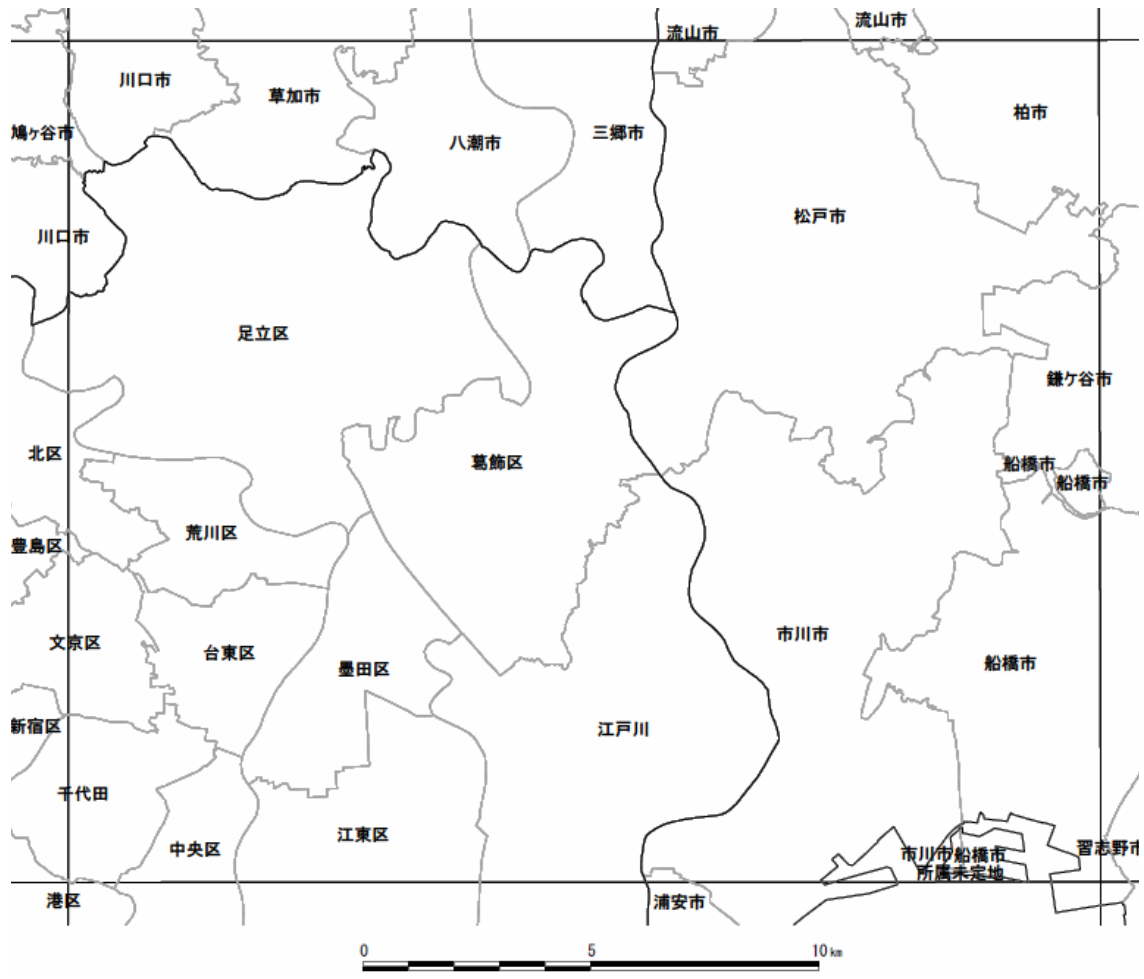 流山市
流山市
川口市
草加市
柏市
鳩ヶ谷市
八潮市
三郷市
松戸市
川口市
足立区
鎌ケ谷市
北区
葛飾区
船橋市
船橋市
荒川区
豊島区
文京区
台東区
市川市
墨田区
船橋市
新宿区
江戸川
千代田
江東区
中央区
市川市船橋市
所属未定地
習志野市
港区
浦安市
0 5 10km